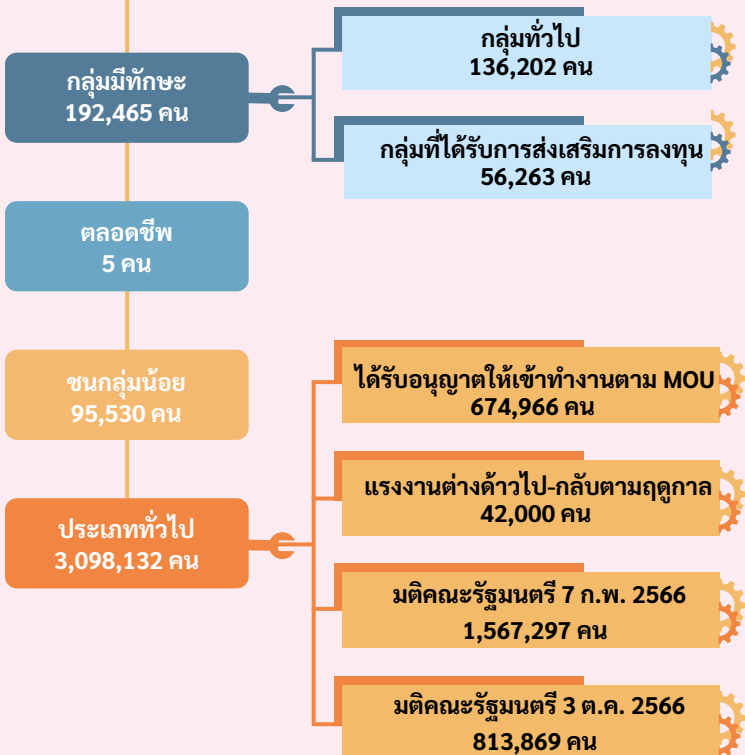 กลุ่มมีทักษะ
192,465 คน
กลุ่มทั่วไป
136,202 คน
กลุ่มที่ได้รับการส่งเสริมการลงทุน
56,263 คน
ตลอดชีพ
5 คน
ชนกลุ่มน้อย
95,530 คน
ประเภททั่วไป
3,098,132 คน
ได้รับอนุญาตให้เข้าทำงานตาม MOU
674,966 คน
แรงงานต่างด้าวไป-กลับตามฤดูกาล
42,000 คน
มติคณะรัฐมนตรี 7 ก.พ. 2566
1,567,297 คน
มติคณะรัฐมนตรี 3 ต.ค. 2566
813,869 คน